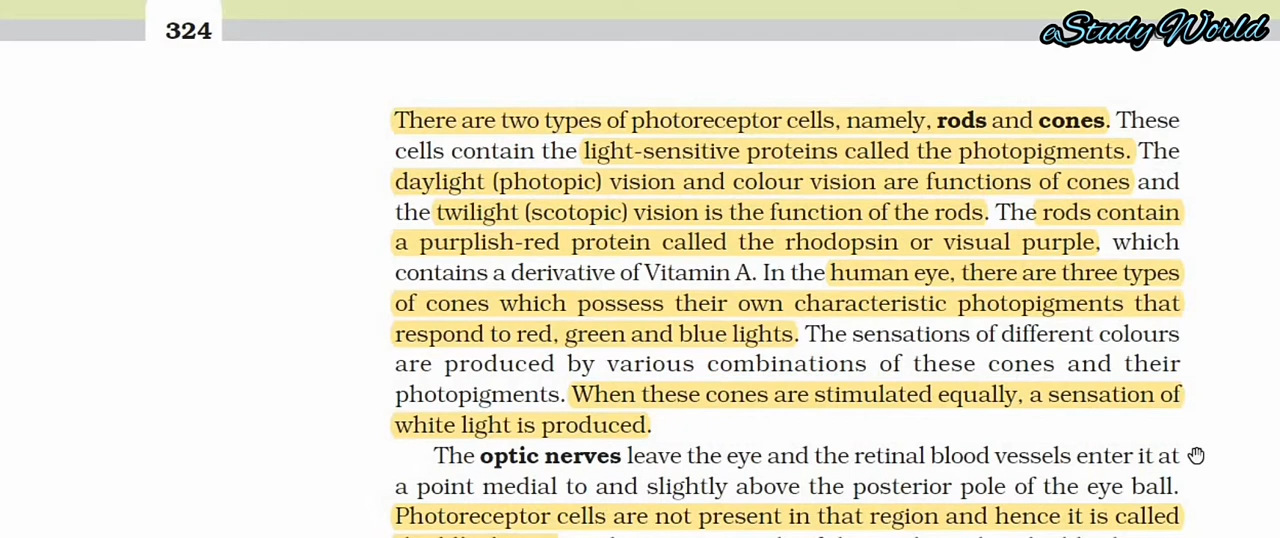 324
eStudy World
There are two types of photoreceptor cells, namely, rods and cones. These
cells contain the light-sensitive proteins called the photopigments. The
daylight (photopic) vision and colour vision are functions of cones and
the twilight (scotopic) vision is the function of the rods. The rods contain
a purplish-red protein called the rhodopsin or visual purple, which
contains a derivative of Vitamin A. In the human eye, there are three types
of cones which possess their own characteristic photopigments that
respond to red, green and blue lights. The sensations of different colours
are produced by various combinations of these cones and their
photopigments. When these cones are stimulated equally, a sensation of
white light is produced.
The optic nerves leave the eye and the retinal blood vessels enter it at
a point medial to and slightly above the posterior pole of the eye ball.
Photoreceptor cells are not present in that region and hence it is called